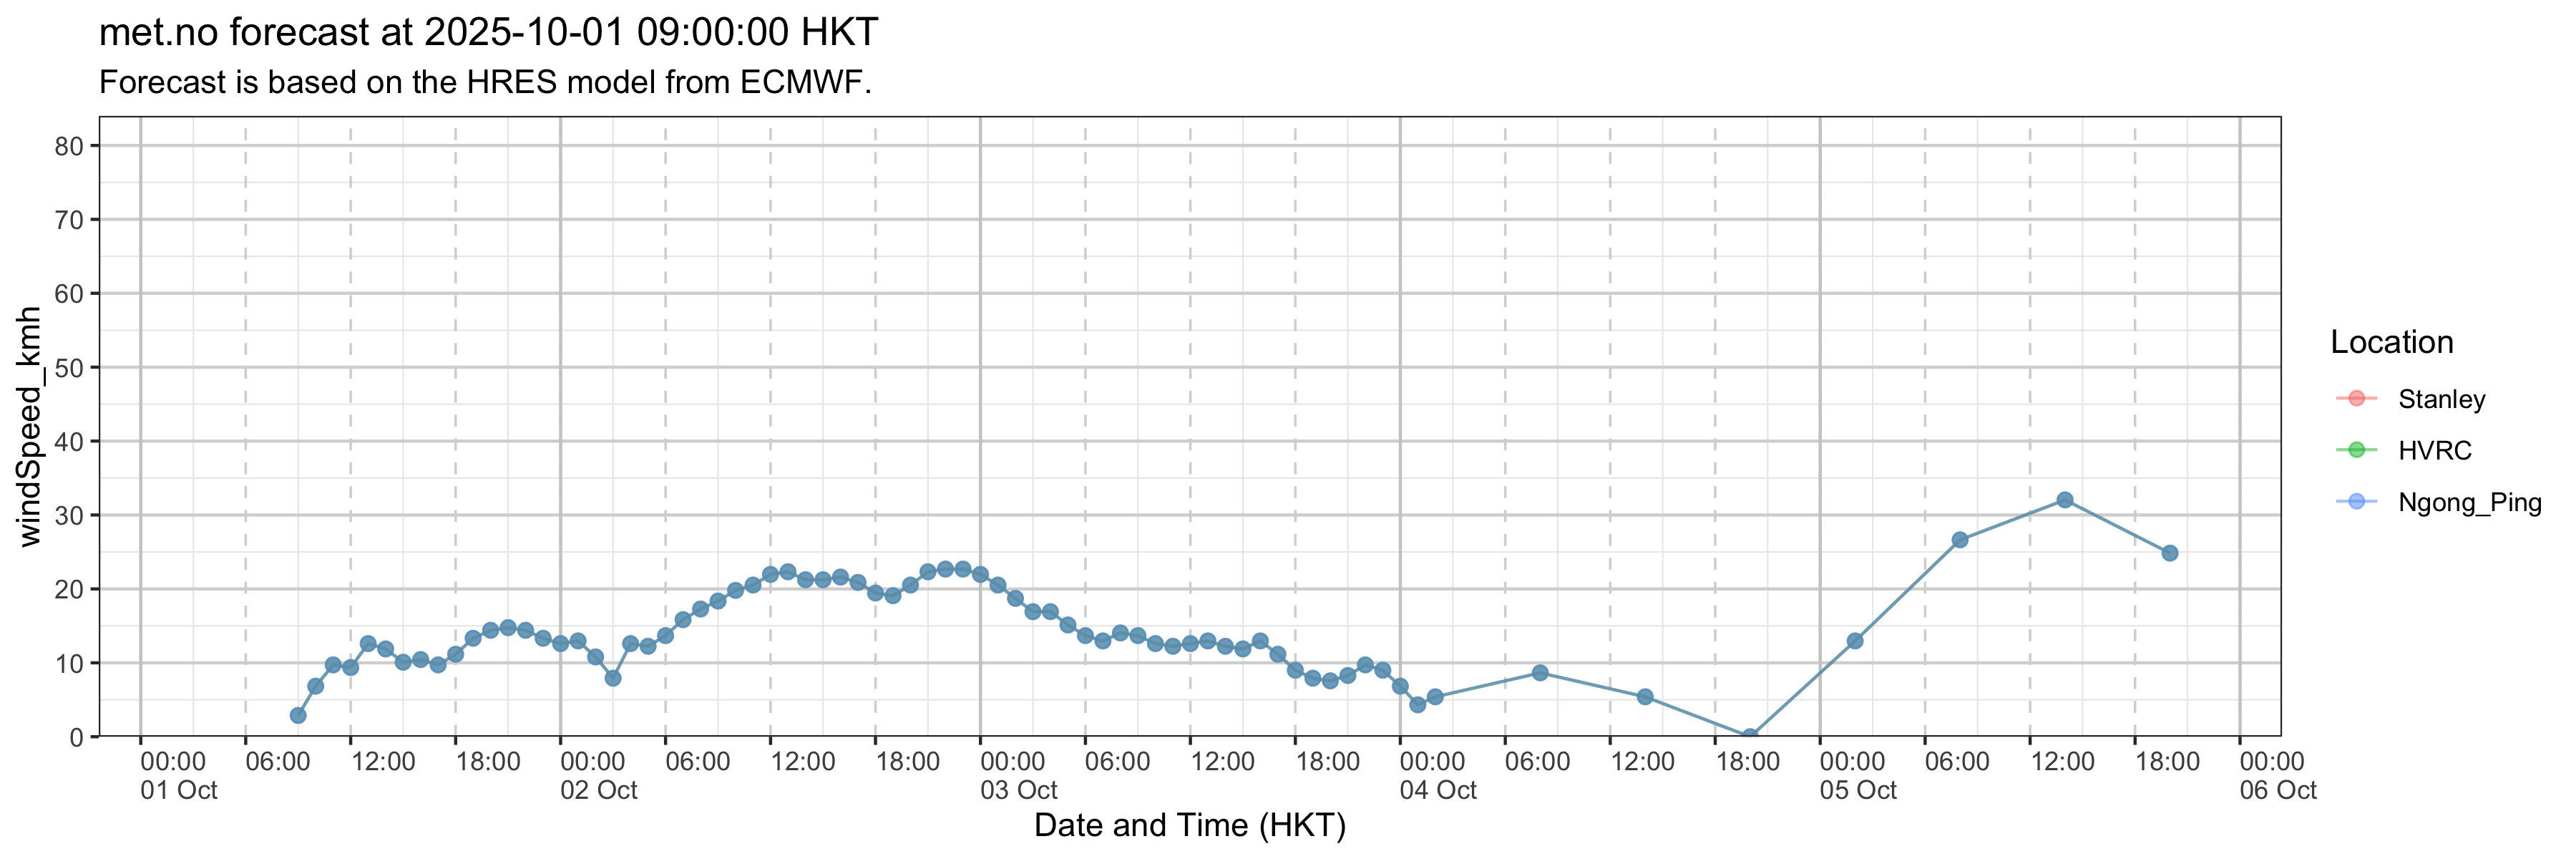 met.no forecast at 2025-10-01 09:00:00 HKT
Forecast is based on the HRES model from ECMWF.
windSpeed_kmh
80
70
60
50
40
30
20
10
0
00:00 06:00 12:00 18:00 00:00 06:00 12:00 18:00 00:00 06:00 12:00 18:00 00:00 06:00 12:00 18:00 00:00 06:00 12:00 18:00 00:00
01 Oct 02 Oct 03 Oct 04 Oct 05 Oct 06 Oct
Date and Time (HKT)
Location
Stanley
HVRC
Ngong_Ping